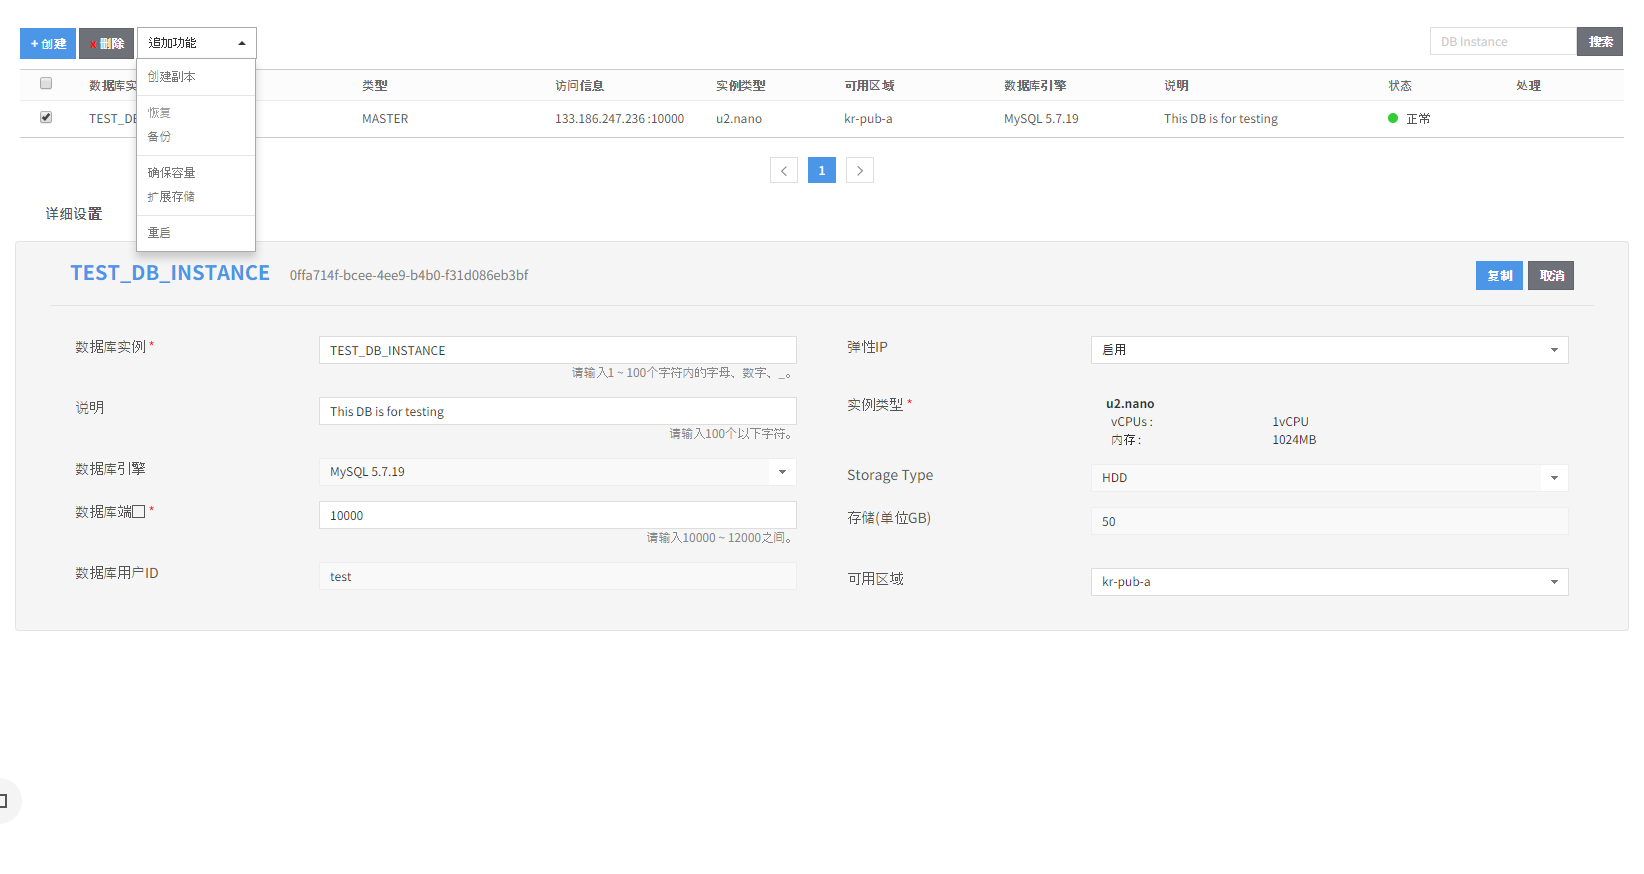 + 创建 x 删除 追加功能 DB Instance 搜索
创建副本
恢复
备份
确保容量
扩展存储
重启
数据库实 类型 访问信息 实例类型 可用区域 数据库引擎 说明 状态 处理
TEST_DE MASTER 133.186.247.236 :10000 u2.nano kr-pub-a MySQL 5.7.19 This DB is for testing 正常
1
详细设置
TEST_DB_INSTANCE 0ffa714f-bcee-4ee9-b4b0-f31d086eb3bf 复制 取消
数据库实例 * TEST_DB_INSTANCE
请输入1 ~ 100个字符内的字母、数字、_。
说明 This DB is for testing
请输入100个以下字符。
数据库引擎 MySQL 5.7.19
数据库端口 * 10000
请输入10000 ~ 12000之间。
数据库用户ID test
弹性IP 启用
实例类型 * u2.nano
vCPUs : 1vCPU
内存 : 1024MB
Storage Type HDD
存储(单位GB) 50
可用区域 kr-pub-a